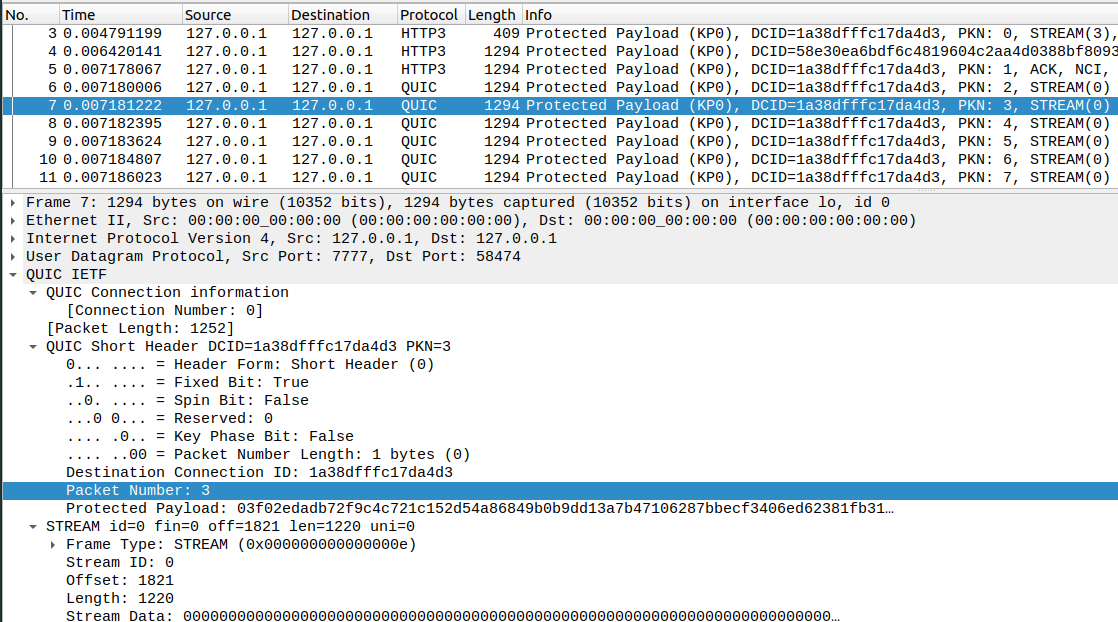 No. Time Source Destination Protocol Length Info
3 0.004791199 127.0.0.1 127.0.0.1 HTTP3 409 Protected Payload (KP0), DCID=1a38dfffc17da4d3, PKN: 0, STREAM(3),
4 0.006420141 127.0.0.1 127.0.0.1 HTTP3 1294 Protected Payload (KP0), DCID=58e30ea6bdf6c4819604c2aa4d0388bf8093
5 0.007178067 127.0.0.1 127.0.0.1 HTTP3 1294 Protected Payload (KP0), DCID=1a38dfffc17da4d3, PKN: 1, ACK, NCI,
6 0.007180006 127.0.0.1 127.0.0.1 QUIC 1294 Protected Payload (KP0), DCID=1a38dfffc17da4d3, PKN: 2, STREAM(0)
7 0.007181222 127.0.0.1 127.0.0.1 QUIC 1294 Protected Payload (KP0), DCID=1a38dfffc17da4d3, PKN: 3, STREAM(0)
8 0.007182395 127.0.0.1 127.0.0.1 QUIC 1294 Protected Payload (KP0), DCID=1a38dfffc17da4d3, PKN: 4, STREAM(0)
9 0.007183624 127.0.0.1 127.0.0.1 QUIC 1294 Protected Payload (KP0), DCID=1a38dfffc17da4d3, PKN: 5, STREAM(0)
10 0.007184807 127.0.0.1 127.0.0.1 QUIC 1294 Protected Payload (KP0), DCID=1a38dfffc17da4d3, PKN: 6, STREAM(0)
11 0.007186023 127.0.0.1 127.0.0.1 QUIC 1294 Protected Payload (KP0), DCID=1a38dfffc17da4d3, PKN: 7, STREAM(0)
Frame 7: 1294 bytes on wire (10352 bits), 1294 bytes captured (10352 bits) on interface lo, id 0
Ethernet II, Src: 00:00:00_00:00:00 (00:00:00:00:00:00), Dst: 00:00:00_00:00:00 (00:00:00:00:00:00)
Internet Protocol Version 4, Src: 127.0.0.1, Dst: 127.0.0.1
User Datagram Protocol, Src Port: 7777, Dst Port: 58474
QUIC IETF
QUIC Connection information
[Connection Number: 0]
[Packet Length: 1252]
QUIC Short Header DCID=1a38dfffc17da4d3 PKN=3
0... .... = Header Form: Short Header (0)
.1.. .... = Fixed Bit: True
..0. .... = Spin Bit: False
...0 0... = Reserved: 0
.... .0.. = Key Phase Bit: False
.... ..00 = Packet Number Length: 1 bytes (0)
Destination Connection ID: 1a38dfffc17da4d3
Packet Number: 3
Protected Payload: 03f02edadb72f9c4c721c152d54a86849b0b9dd13a7b47106287bbecf3406ed62381fb31…
STREAM id=0 fin=0 off=1821 len=1220 uni=0
Frame Type: STREAM (0x000000000000000e)
Stream ID: 0
Offset: 1821
Length: 1220
Stream Data: 000000000000000000000000000000000000000000000000000000000000000000000000…